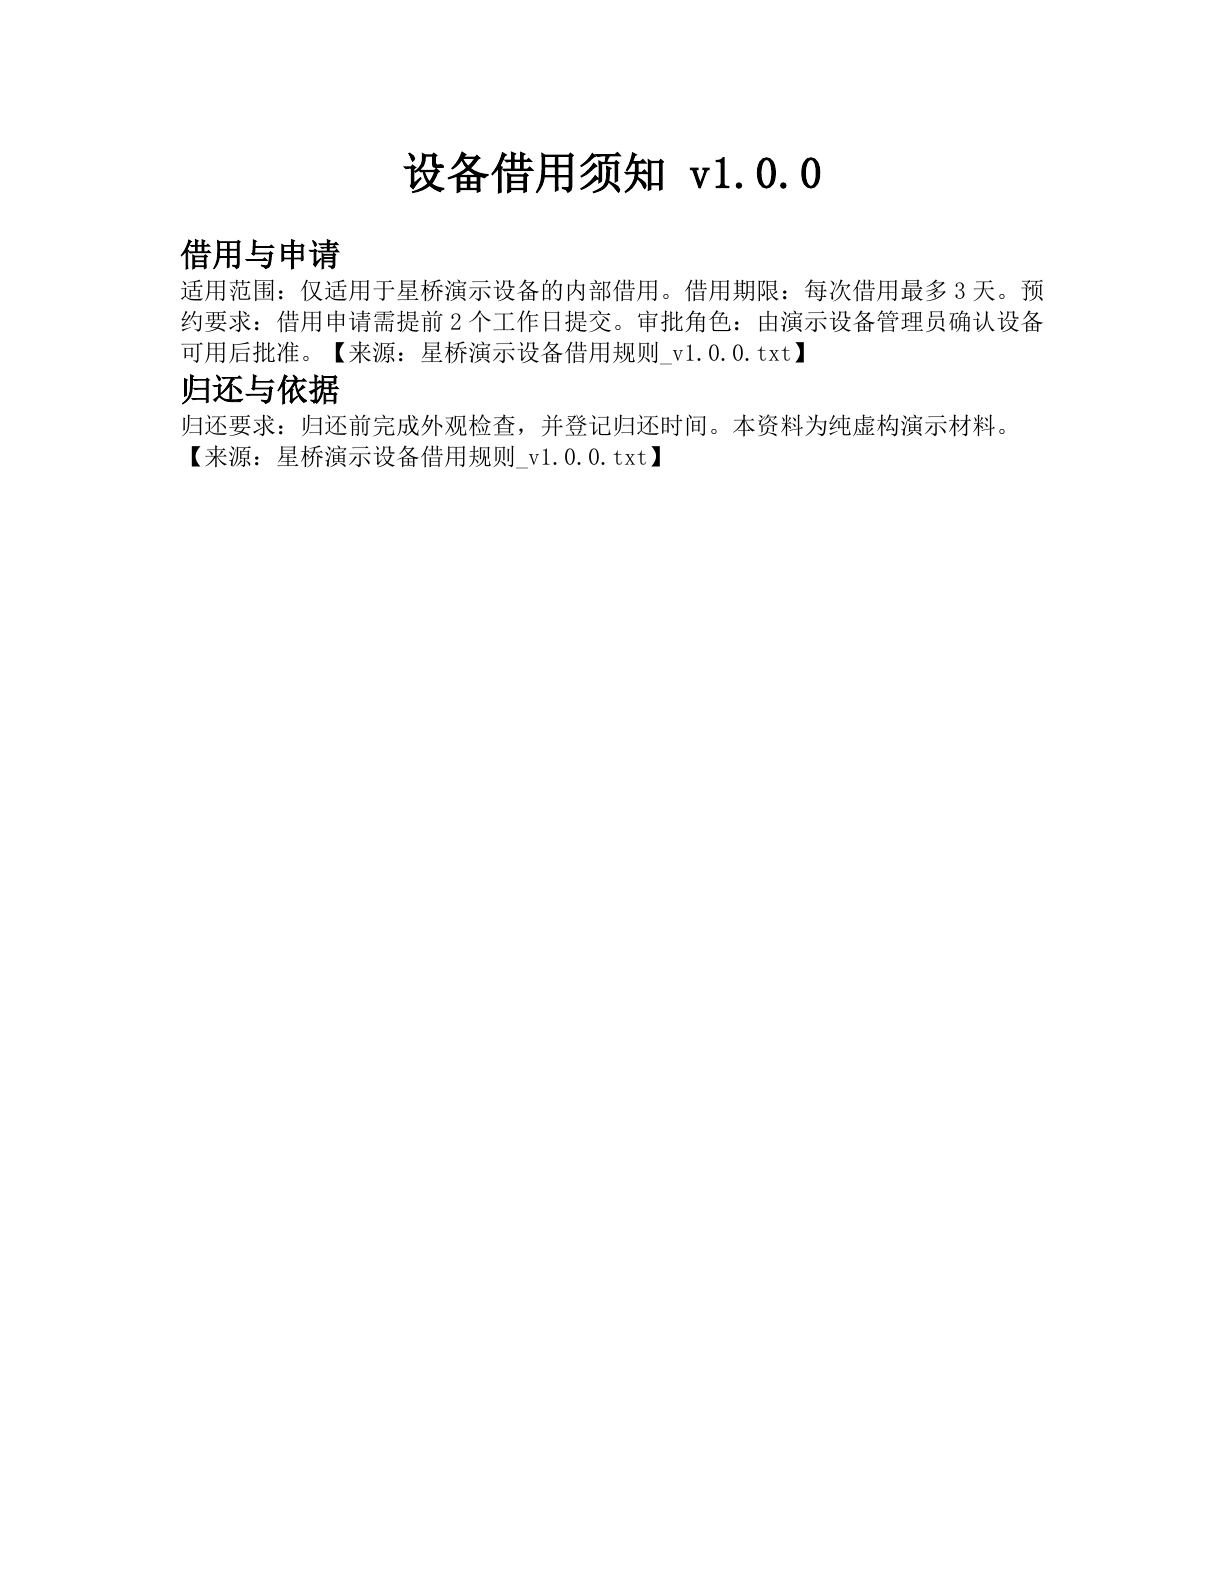 设备借用须知 v1.0.0
借用与申请
适用范围：仅适用于星桥演示设备的内部借用。借用期限：每次借用最多 3 天。预
约要求：借用申请需提前 2 个工作日提交。审批角色：由演示设备管理员确认设备
可用后批准。【来源：星桥演示设备借用规则_v1.0.0.txt】
归还与依据
归还要求：归还前完成外观检查，并登记归还时间。本资料为纯虚构演示材料。
【来源：星桥演示设备借用规则_v1.0.0.txt】